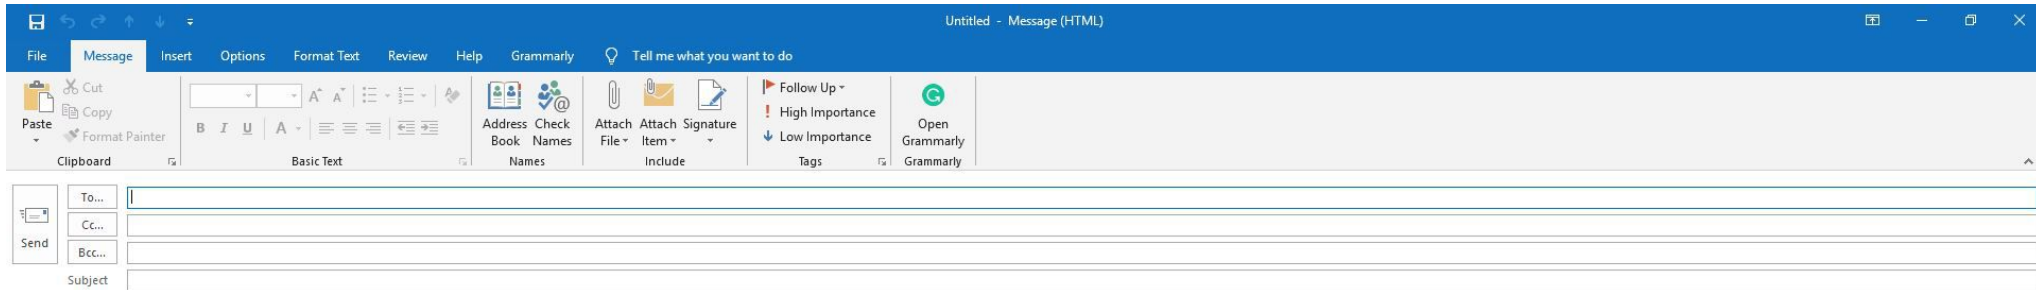 Untitled - Message (HTML)
File Message Insert Options Format Text Review Help Grammarly Tell me what you want to do
Paste
Cut
Copy
Format Painter
Clipboard
B I U A
Basic Text
Address Book
Check Names
Names
Attach File
Attach Item
Signature
Include
Follow Up
High Importance
Low Importance
Tags
Open Grammarly
Grammarly
Send
To...
Cc...
Bcc...
Subject